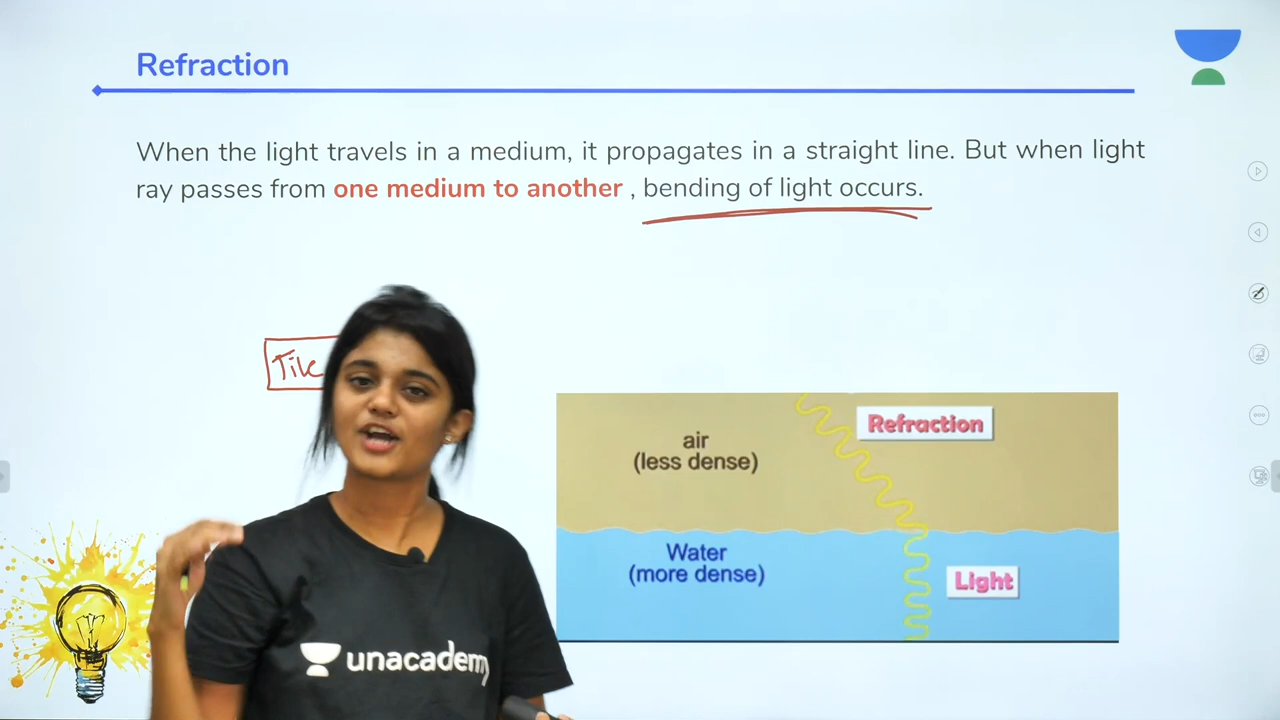 Refraction
When the light travels in a medium, it propagates in a straight line. But when light
ray passes from one medium to another , bending of light occurs.
Refraction
air
(less dense)
Water
(more dense)
Light
unacademy